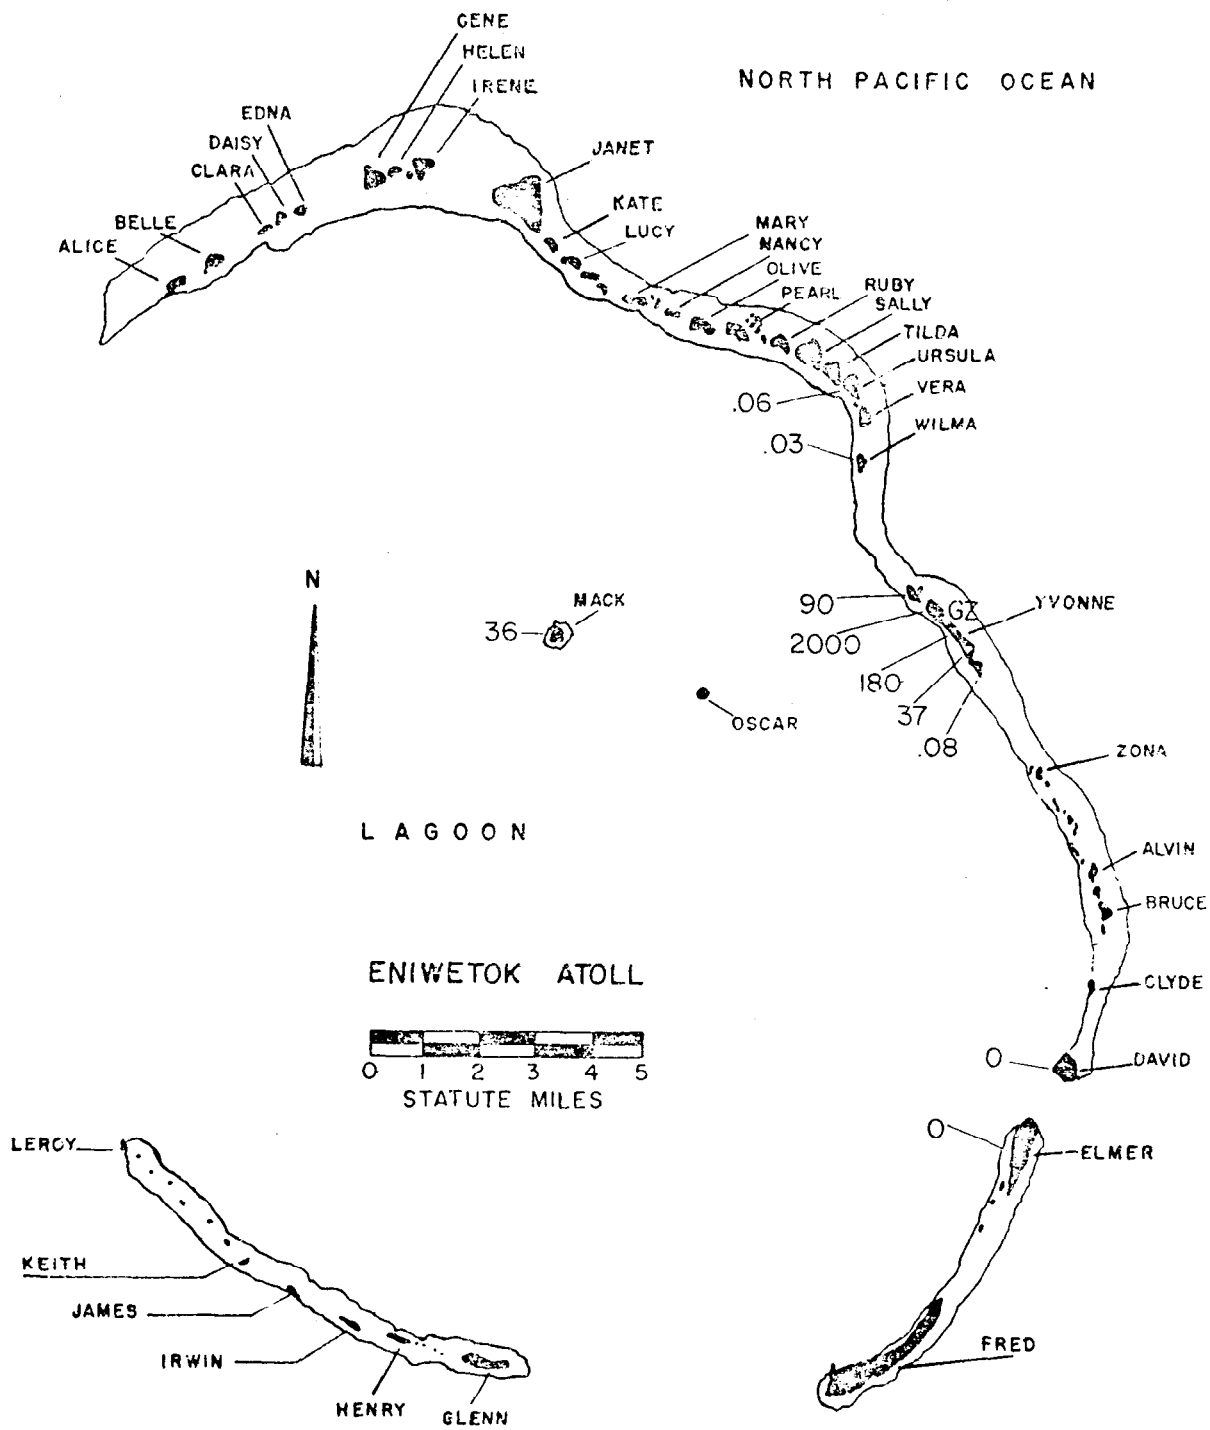 GENE
HELEN
IRENE
NORTH PACIFIC OCEAN
EDNA
DAISY
CLARA
JANET
BELLE
ALICE
KATE
LUCY
MARY
NANCY
OLIVE
PEARL
RUBY
SALLY
TILDA
URSULA
VERA
.06
WILMA
.03
N
MACK
36
90
GZ
YVONNE
2000
180
37
.08
OSCAR
ZONA
LAGOON
ALVIN
BRUCE
ENIWETOK ATOLL
CLYDE
0 1 2 3 4 5
STATUTE MILES
0
DAVID
LEROY
0
ELMER
KEITH
JAMES
IRWIN
HENRY
GLENN
FRED